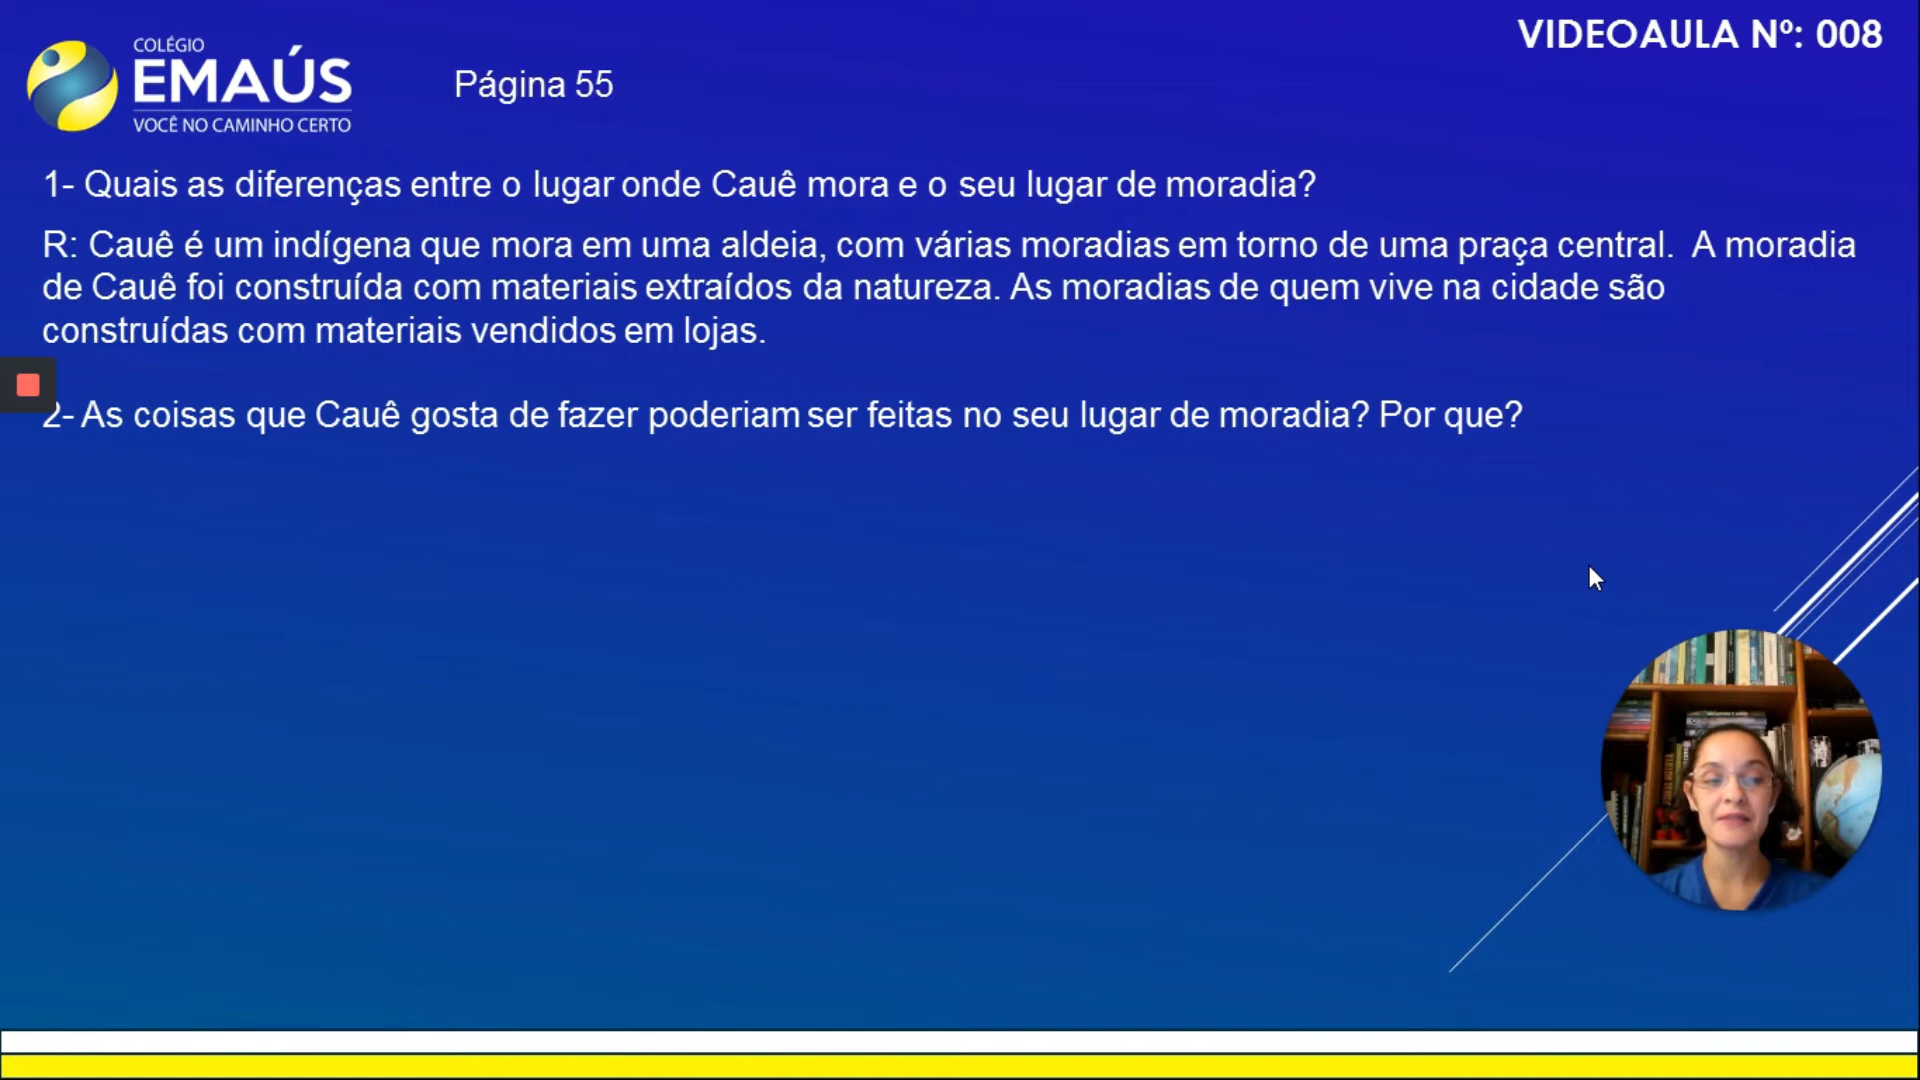 VIDEOAULA Nº: 008
COLÉGIO
EMAÚS
VOCÊ NO CAMINHO CERTO
Página 55
1- Quais as diferenças entre o lugar onde Cauê mora e o seu lugar de moradia?
R: Cauê é um indígena que mora em uma aldeia, com várias moradias em torno de uma praça central. A moradia
de Cauê foi construída com materiais extraídos da natureza. As moradias de quem vive na cidade são
construídas com materiais vendidos em lojas.
2- As coisas que Cauê gosta de fazer poderiam ser feitas no seu lugar de moradia? Por que?